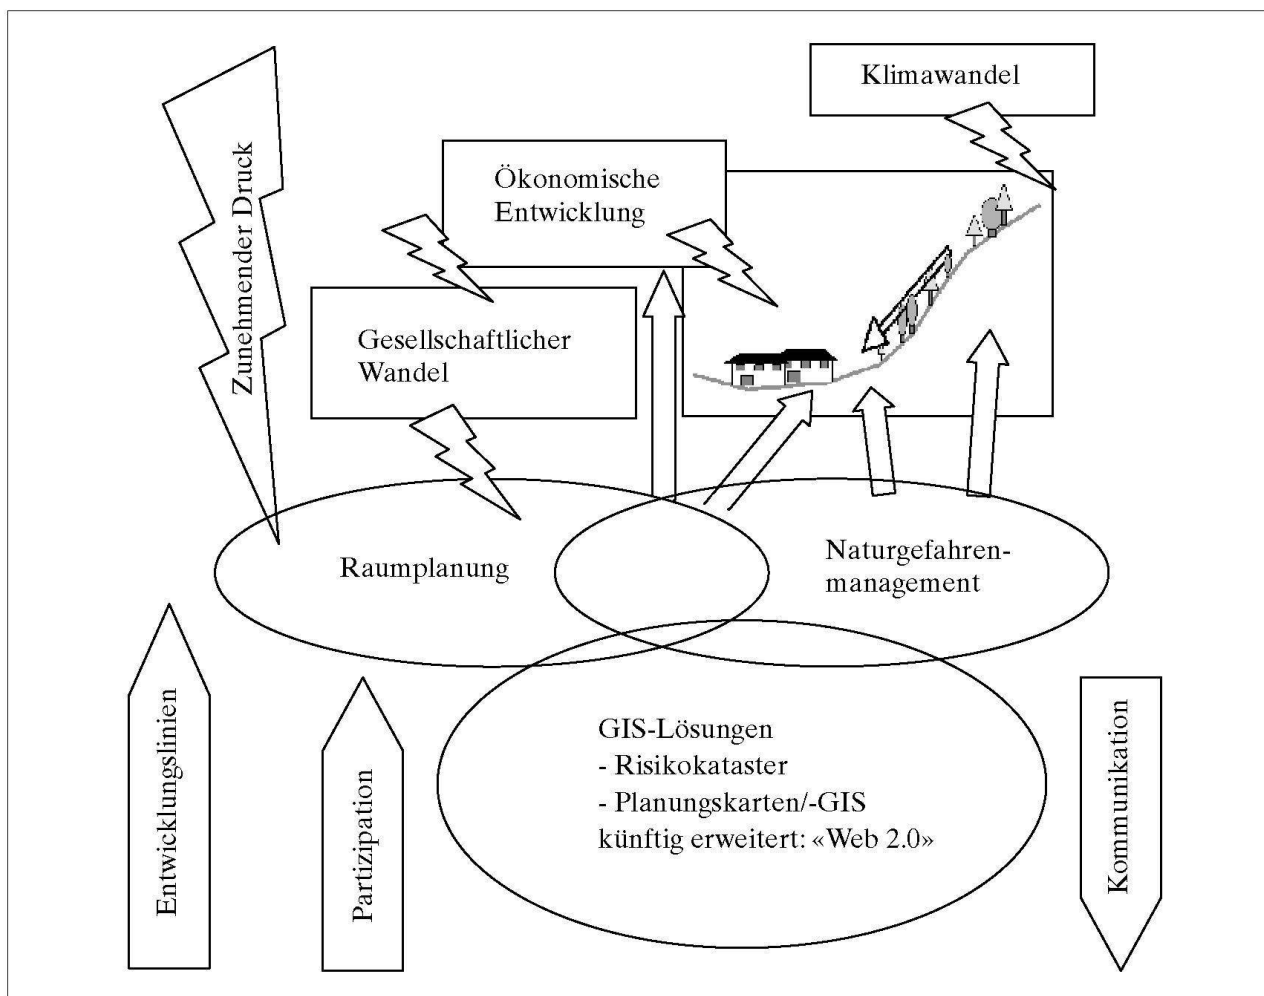 Klimawandel
Zunehmender Druck
Ökonomische
Entwicklung
Gesellschaftlicher
Wandel
Raumplanung
Naturgefahren-
management
Entwicklungslinien
Partizipation
GIS-Lösungen
- Risikokataster
- Planungskarten/-GIS
künftig erweitert: «Web 2.0»
Kommunikation